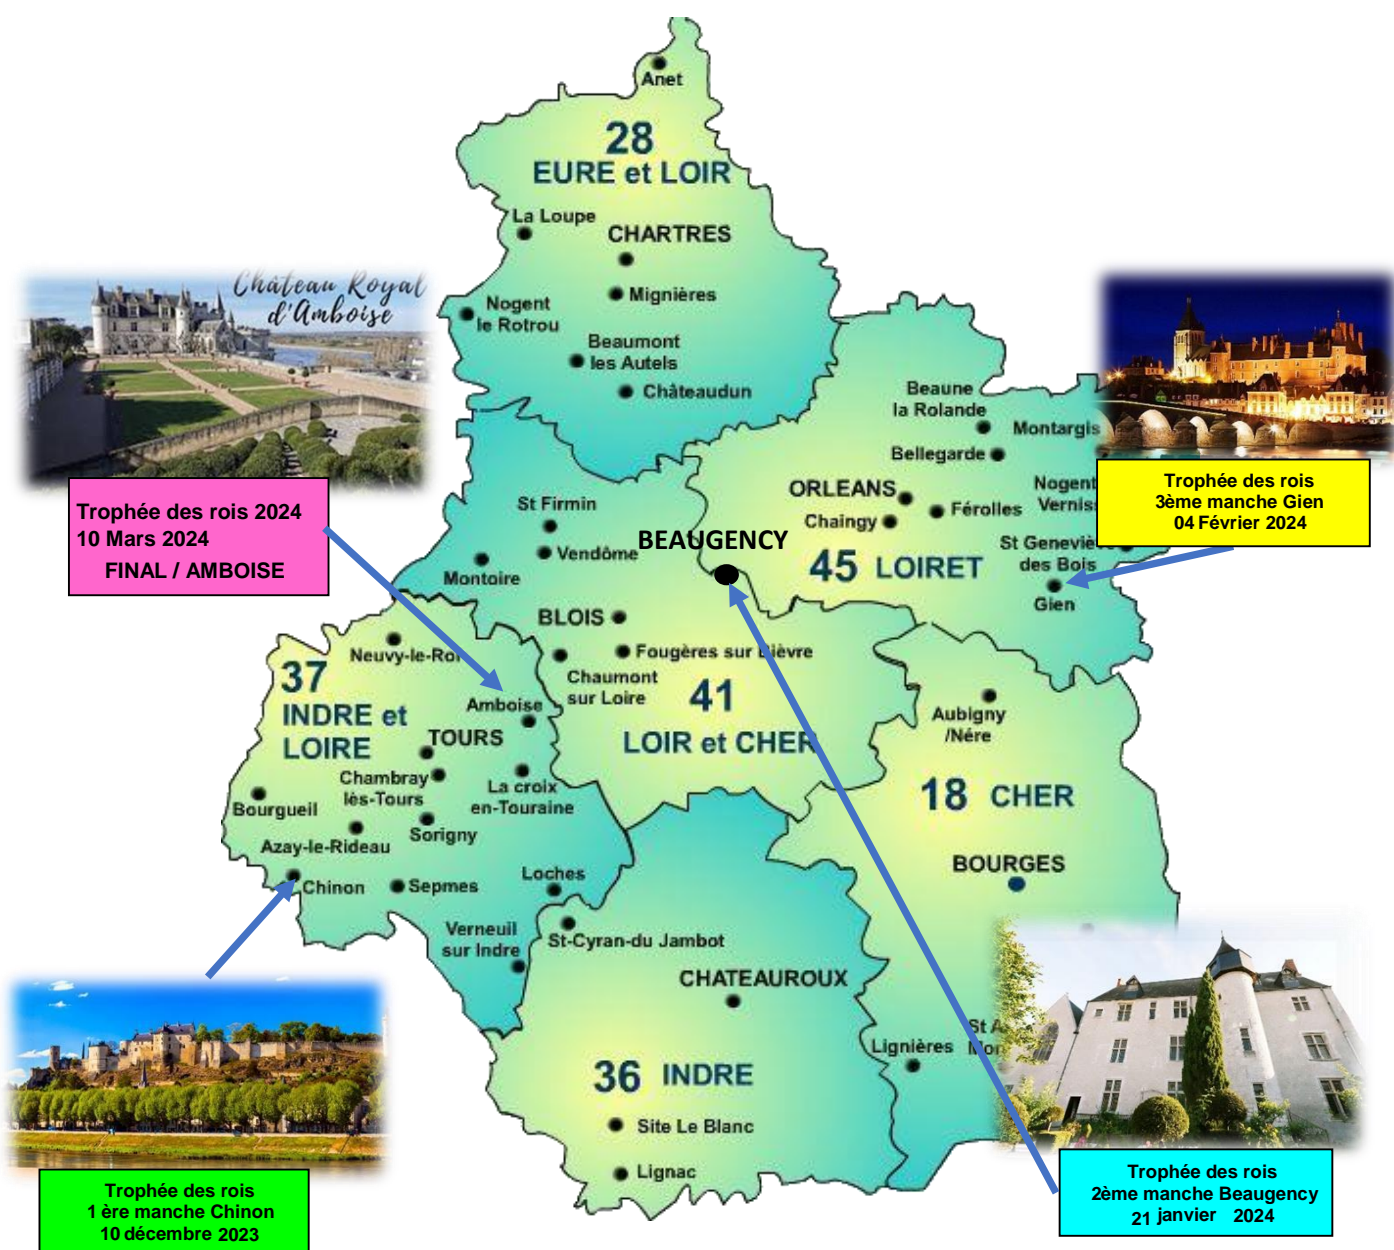 Anet
28
EURE et LOIR
La Loupe
CHARTRES
Mignières
Nogent
le Rotrou
Beaumont
les Autels
Châteaudun
Château Royal
d'Amboise
Trophée des rois 2024
10 Mars 2024
FINAL / AMBOISE
Beaune
la Rolande
Montargis
Bellegarde
ORLEANS
Nogent
Férolles
Chaingy
St Geneviè
des Bois
45 LOIRET
Gien
Trophée des rois
3ème manche Gien
04 Février 2024
St Firmin
Vendôme
BEAUGENCY
Montoire
BLOIS
Fougères sur Bièvre
Chaumont
sur Loire
41
LOIR et CHER
Neuvy-le-Roi
37
INDRE et
LOIRE
Amboise
TOURS
Chambray
lès-Tours
La croix
en-Touraine
Bourgueil
Sorigny
Azay-le-Rideau
Chinon
Sepmes
Loches
Verneuil
sur Indre
Aubigny
/Nére
18 CHER
BOURGES
St-Cyran-du Jambot
CHATEAUROUX
Lignières
St A
36 INDRE
Site Le Blanc
Lignac
Trophée des rois
1 ère manche Chinon
10 décembre 2023
Trophée des rois
2ème manche Beaugency
21 janvier 2024